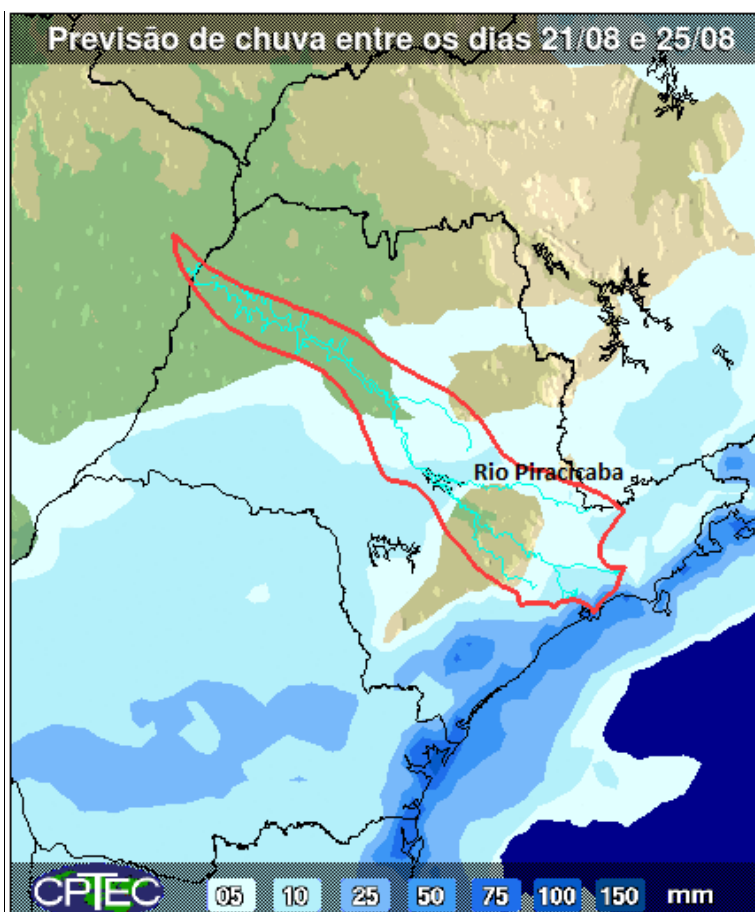 Previsão de chuva entre os dias 21/08 e 25/08
Rio Piracicaba
CPTEC 05 10 25 50 75 100 150 mm